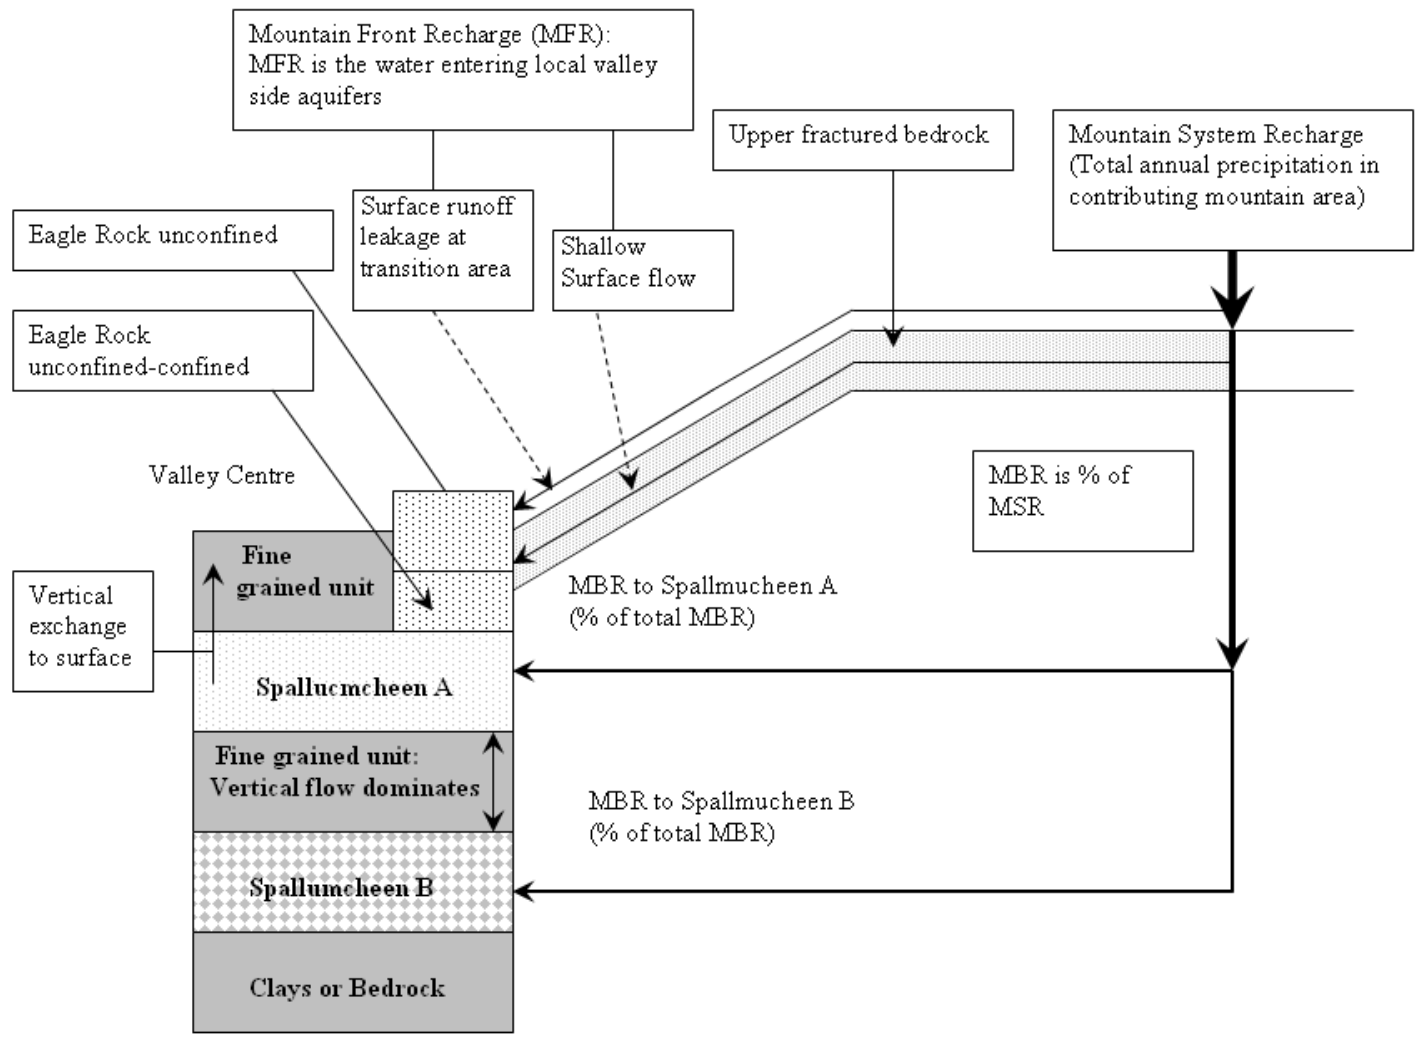 Mountain Front Recharge (MFR):
MFR is the water entering local valley
side aquifers
Upper fractured bedrock
Mountain System Recharge
(Total annual precipitation in
contributing mountain area)
Eagle Rock unconfined
Surface runoff
leakage at
transition area
Shallow
Surface flow
Eagle Rock
unconfined-confined
Valley Centre
MBR is % of
MSR
Fine
grained unit
Vertical
exchange
to surface
MBR to Spallmucheen A
(% of total MBR)
Spallucmcheen A
Fine grained unit:
Vertical flow dominates
MBR to Spallmucheen B
(% of total MBR)
Spallumcheen B
Clays or Bedrock